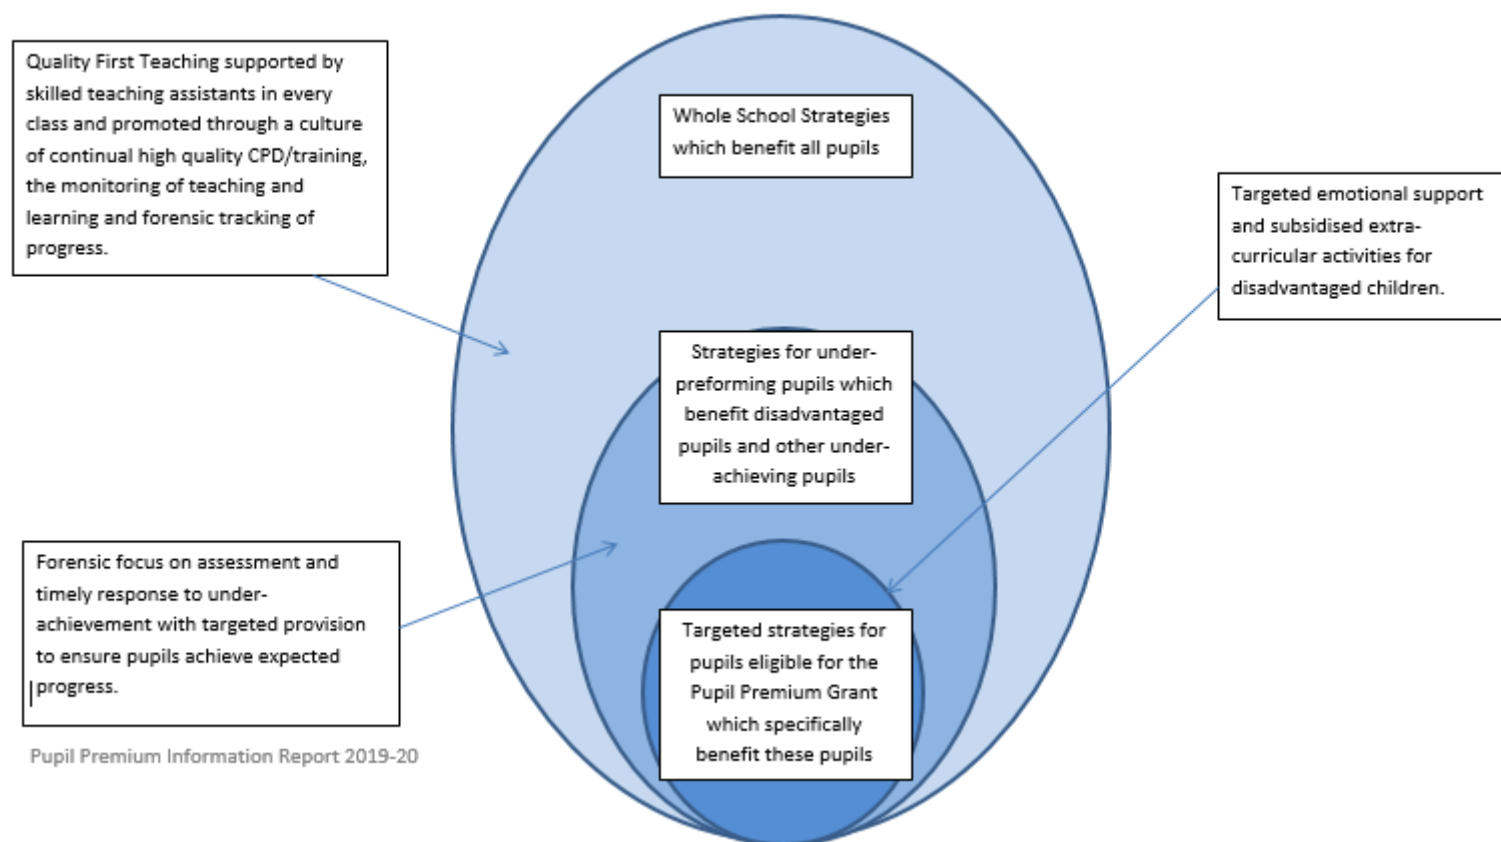 Quality First Teaching supported by
skilled teaching assistants in every
class and promoted through a culture
of continual high quality CPD/training,
the monitoring of teaching and
learning and forensic tracking of
progress.
Whole School Strategies
which benefit all pupils
Targeted emotional support
and subsidised extra-
curricular activities for
disadvantaged children.
Strategies for under-
preforming pupils which
benefit disadvantaged
pupils and other under-
achieving pupils
Forensic focus on assessment and
timely response to under-
achievement with targeted provision
to ensure pupils achieve expected
progress.
Targeted strategies for
pupils eligible for the
Pupil Premium Grant
which specifically
benefit these pupils
Pupil Premium Information Report 2019-20